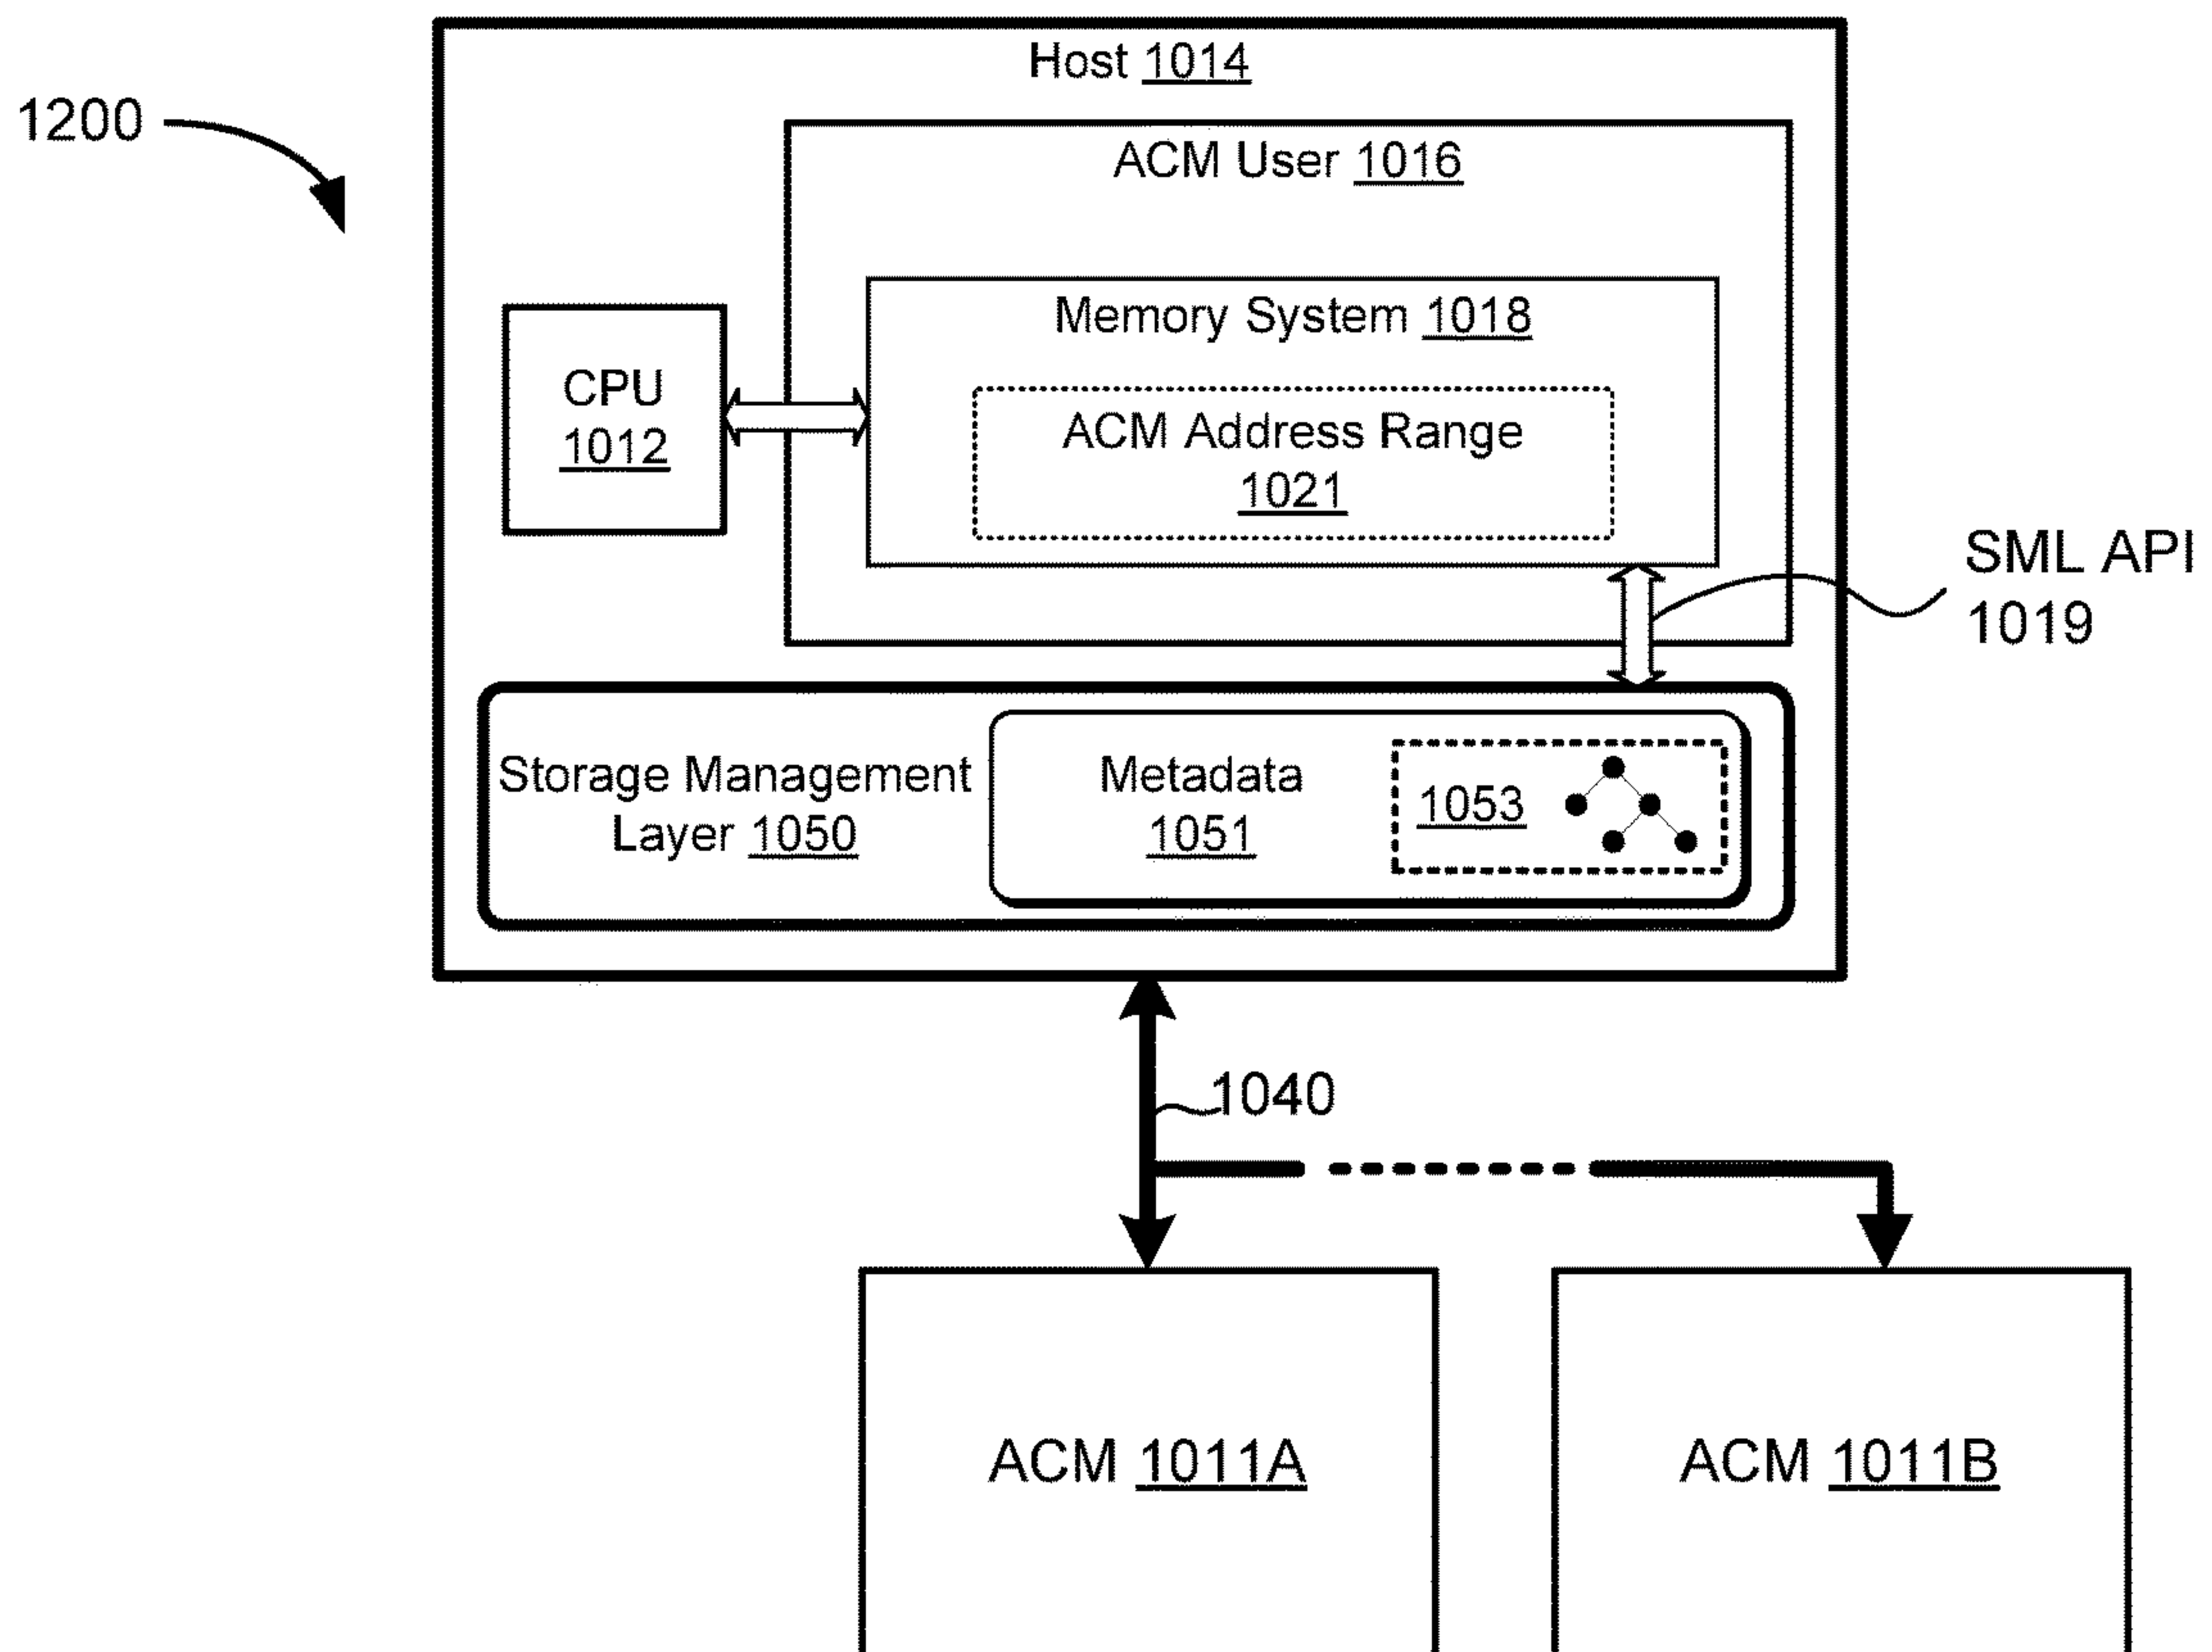 Host 1014
1200
ACM User 1016
Memory System 1018
CPU
1012
ACM Address Range
1021
SML API
1019
Storage Management
Layer 1050
Metadata
1051
1053
1040
ACM 1011A
ACM 1011B